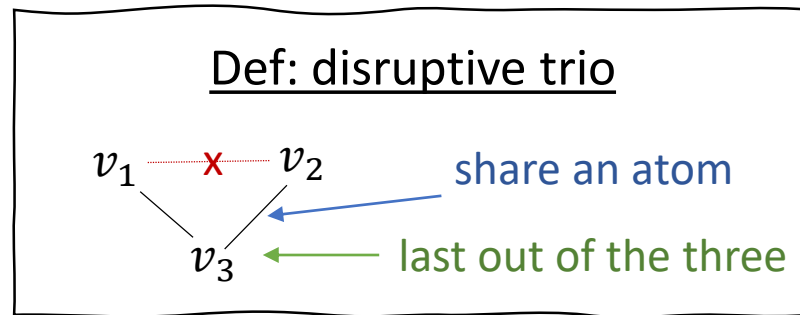 Def: disruptive trio
v₁ x v₂
share an atom
v₃
last out of the three